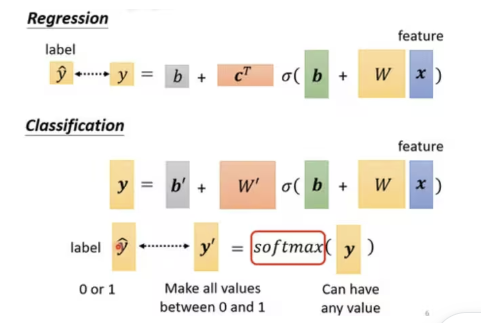 Regression
label
feature
ŷ y = b + cᵀ σ( b + W x )
Classification
feature
y = b′ + W′ σ( b + W x )
label ŷ y′ = softmax( y )
0 or 1 Make all values between 0 and 1 Can have any value
6